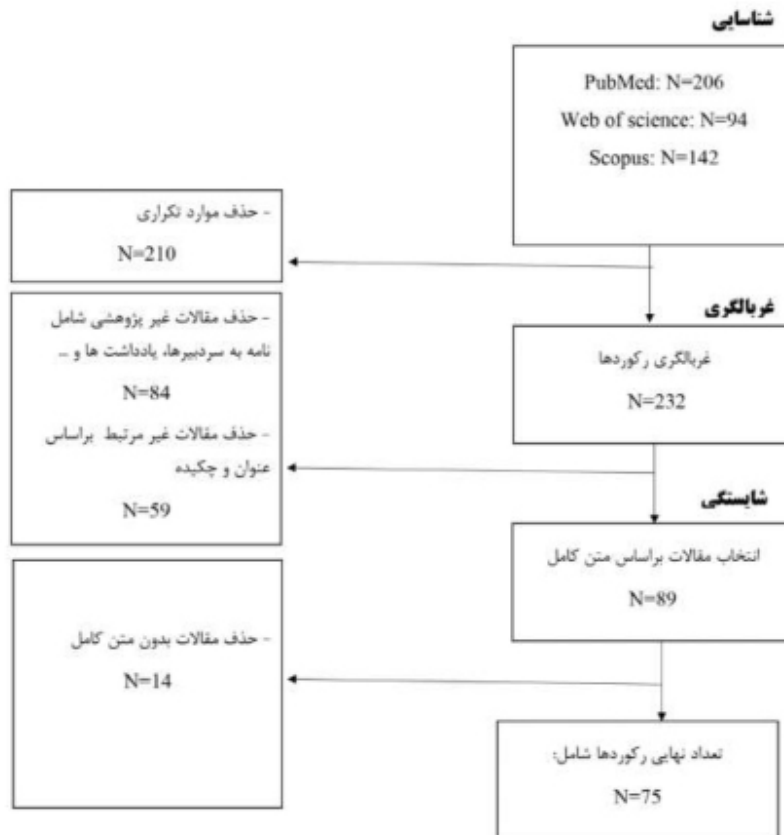 شناسایی
PubMed: N=206
Web of science: N=94
Scopus: N=142
- حذف موارد تکراری
N=210
غربالگری
غربالگری رکوردها
N=232
- حذف مقالات غیر پژوهشی شامل
نامه به سردبیرها، یادداشت ها و ...
N=84
- حذف مقالات غیر مرتبط براساس
عنوان و چکیده
N=59
شایستگی
انتخاب مقالات براساس متن کامل
N=89
- حذف مقالات بدون متن کامل
N=14
تعداد نهایی رکوردها شامل:
N=75